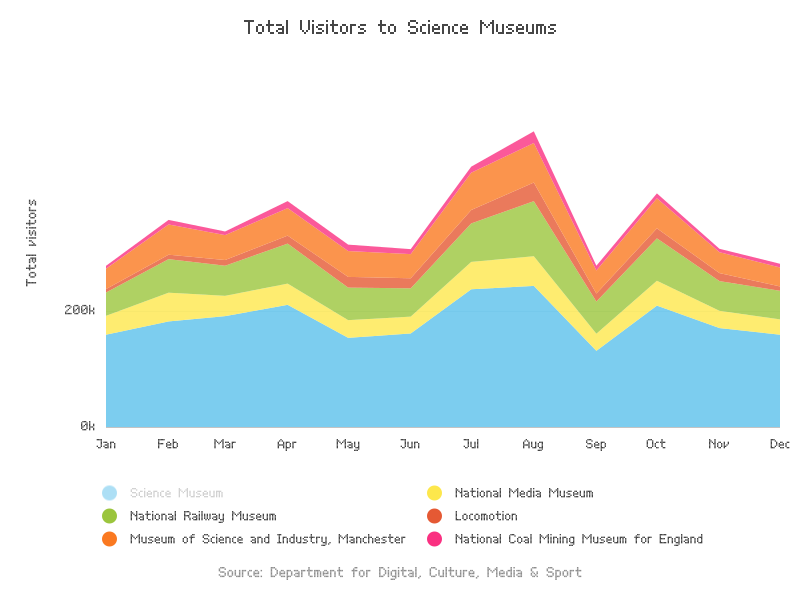 Total Visitors to Science Museums
Total visitors
200k
0k
Jan Feb Mar Apr May Jun Jul Aug Sep Oct Nov Dec
Science Museum National Media Museum
National Railway Museum Locomotion
Museum of Science and Industry, Manchester National Coal Mining Museum for England
Source: Department for Digital, Culture, Media & Sport